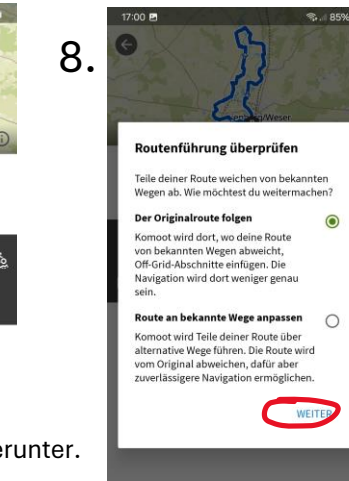 8.
17:00
85%
Routenführung überprüfen
Teile deiner Route weichen von bekannten
Wegen ab. Wie möchtest du weitermachen?
Der Originalroute folgen
Komoot wird dort, wo deine Route
von bekannten Wegen abweicht,
Off-Grid-Abschnitte einfügen. Die
Navigation wird dort weniger genau
sein.
Route an bekannte Wege anpassen
Komoot wird Teile deiner Route über
alternative Wege führen. Die Route wird
vom Original abweichen, dafür aber
zuverlässigere Navigation ermöglichen.
WEITER
erunter.